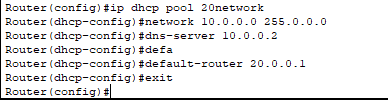 Router(config)#ip dhcp pool 20network
Router(dhcp-config)#network 10.0.0.0 255.0.0.0
Router(dhcp-config)#dns-server 10.0.0.2
Router(dhcp-config)#defa
Router(dhcp-config)#default-router 20.0.0.1
Router(dhcp-config)#exit
Router(config)#